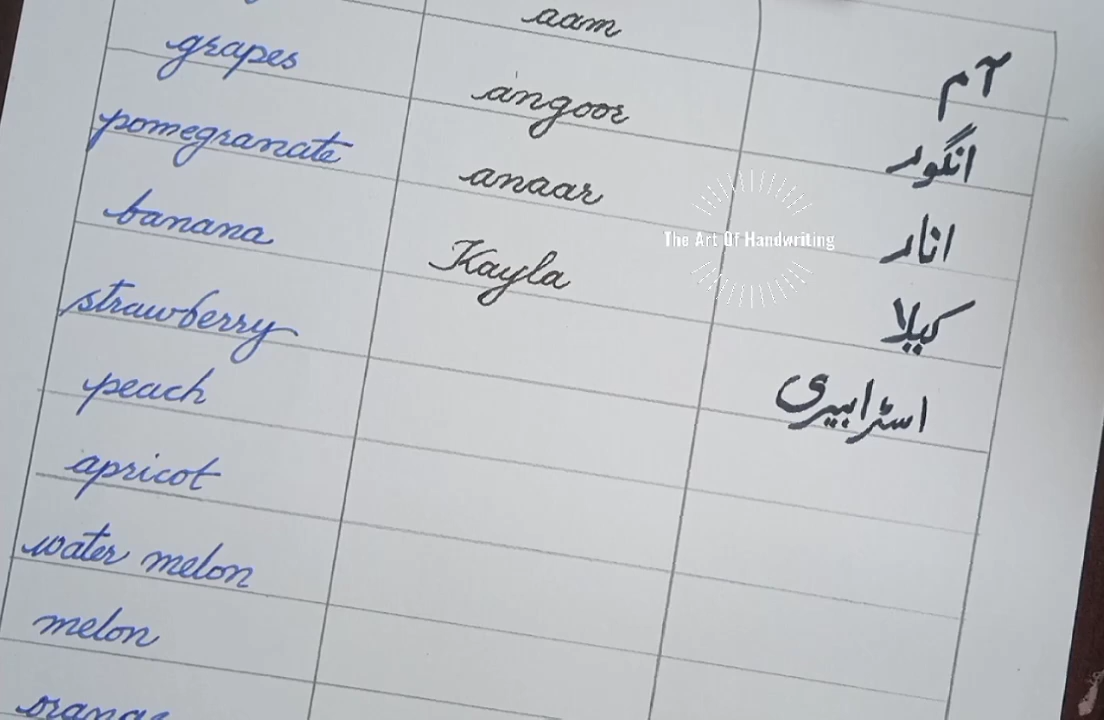 aam آم
grapes angoor انگور
pomegranate anaar انار
The Art Of Handwriting
banana Kayla کیلا
strawberry اسٹرابیری
peach
apricot
water melon
melon